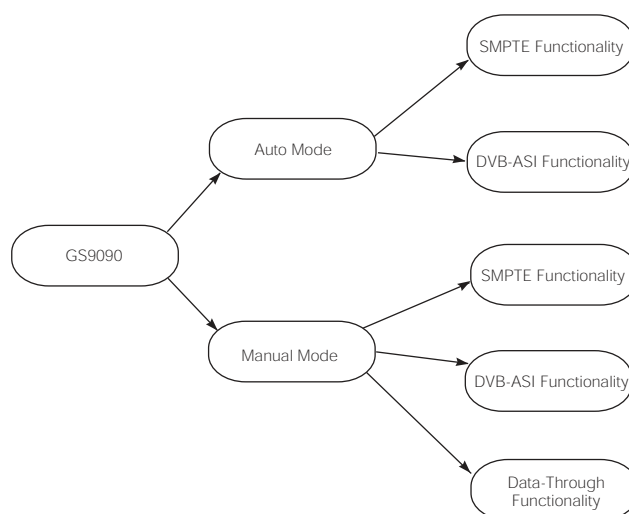 SMPTE Functionality
Auto Mode
DVB-ASI Functionality
GS9090
SMPTE Functionality
Manual Mode
DVB-ASI Functionality
Data-Through
Functionality